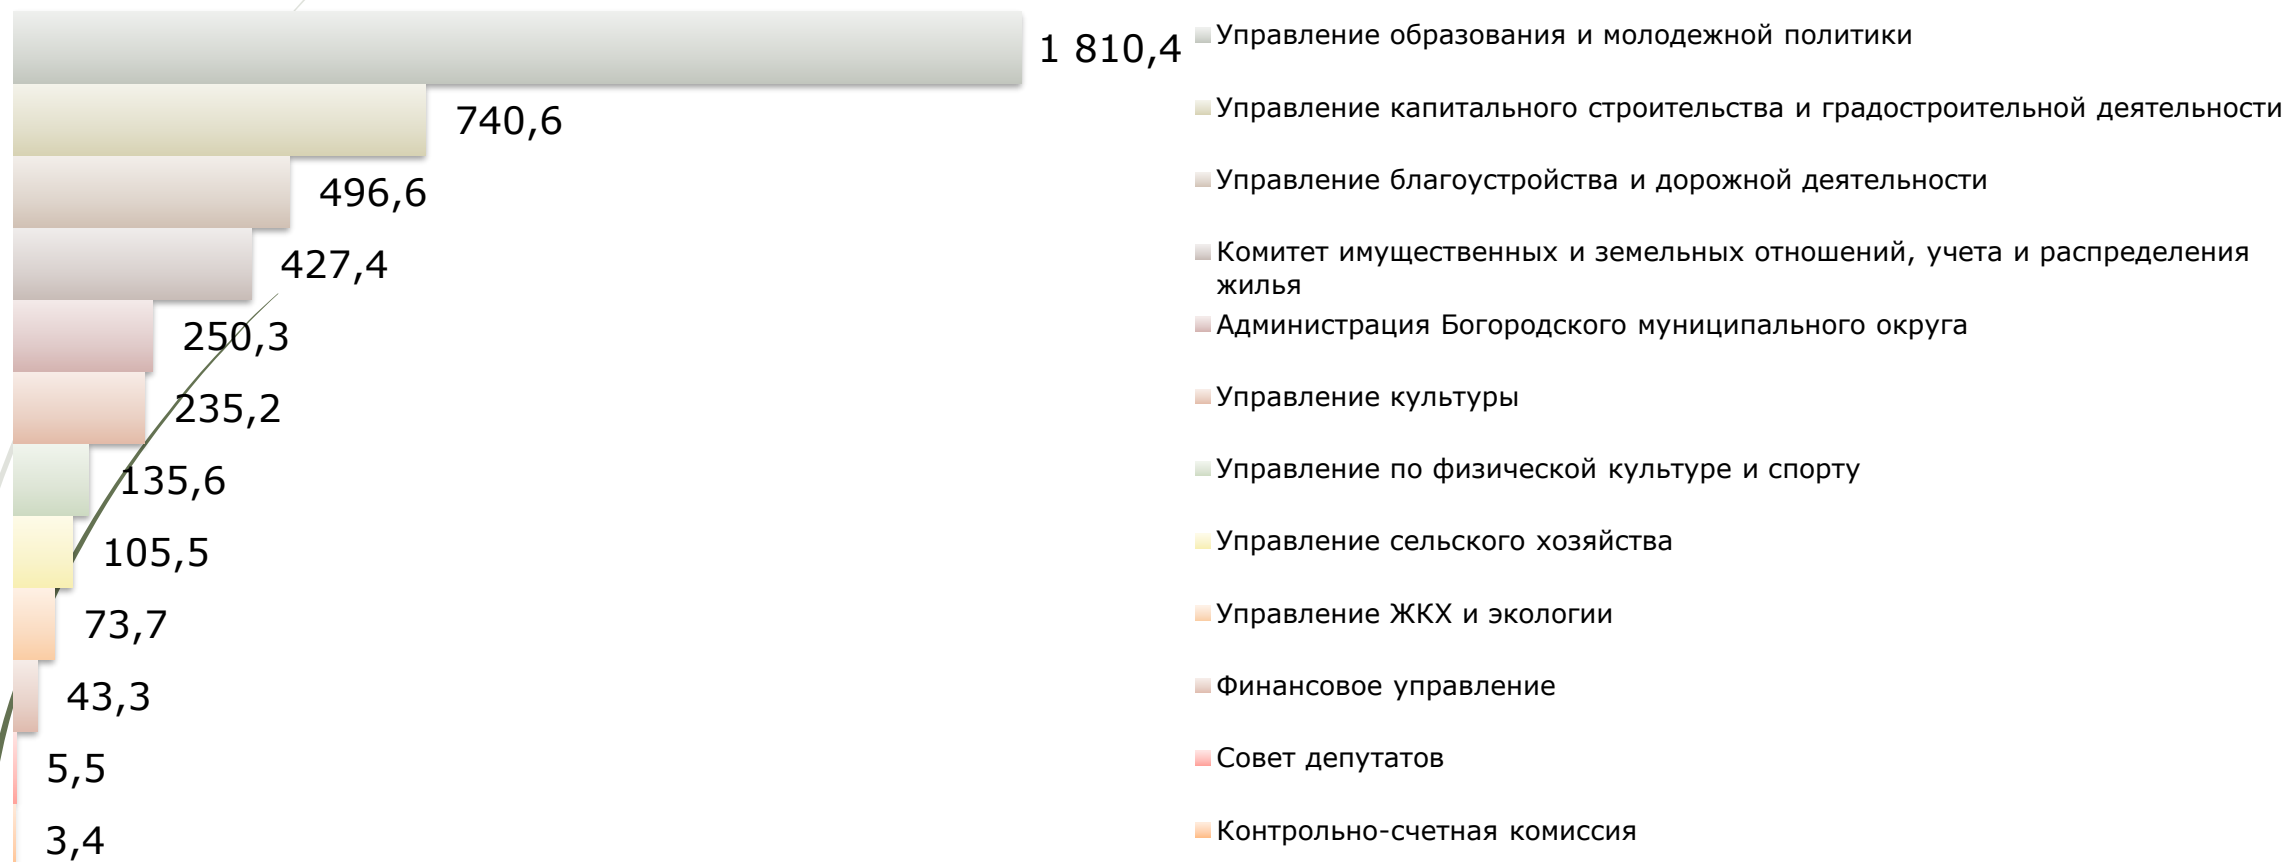 1 810,4
Управление образования и молодежной политики
740,6
Управление капитального строительства и градостроительной деятельности
496,6
Управление благоустройства и дорожной деятельности
427,4
Комитет имущественных и земельных отношений, учета и распределения
жилья
250,3
Администрация Богородского муниципального округа
235,2
Управление культуры
135,6
Управление по физической культуре и спорту
105,5
Управление сельского хозяйства
73,7
Управление ЖКХ и экологии
43,3
Финансовое управление
5,5
Совет депутатов
3,4
Контрольно-счетная комиссия